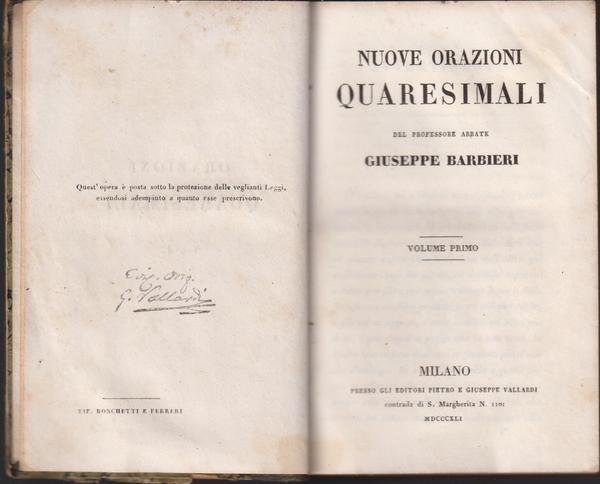 Quest' opera è posta sotto la protezione delle veglianti Leggi,
essendosi adempiuto a quanto esse prescrivono.
G. Vallardi
TIP. RONCHETTI E FERRERI
NUOVE ORAZIONI
QUARESIMALI
DEL PROFESSORE ABBATE
GIUSEPPE BARBIERI
VOLUME PRIMO
MILANO
PRESSO GLI EDITORI PIETRO E GIUSEPPE VALLARDI
contrada di S. Margherita N. 1101
MDCCCXLI